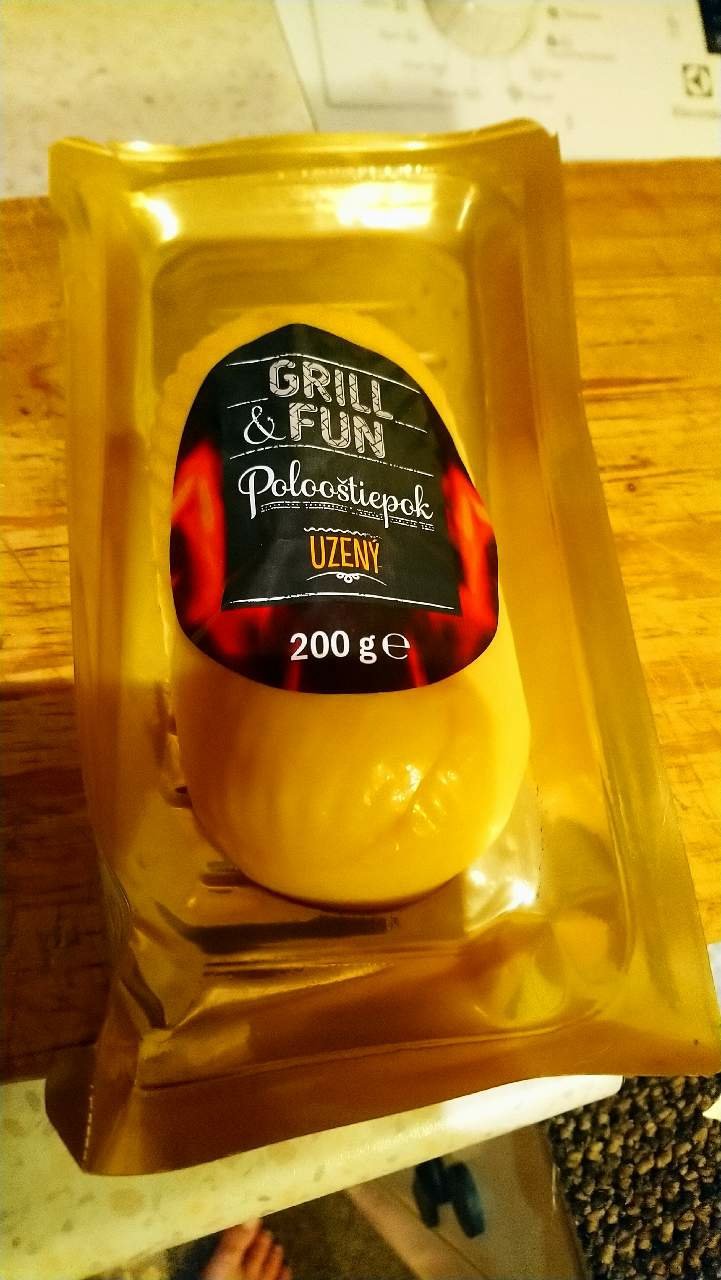 GRILL
& FUN
Polooštiepok
UZENÝ
200 g ℮